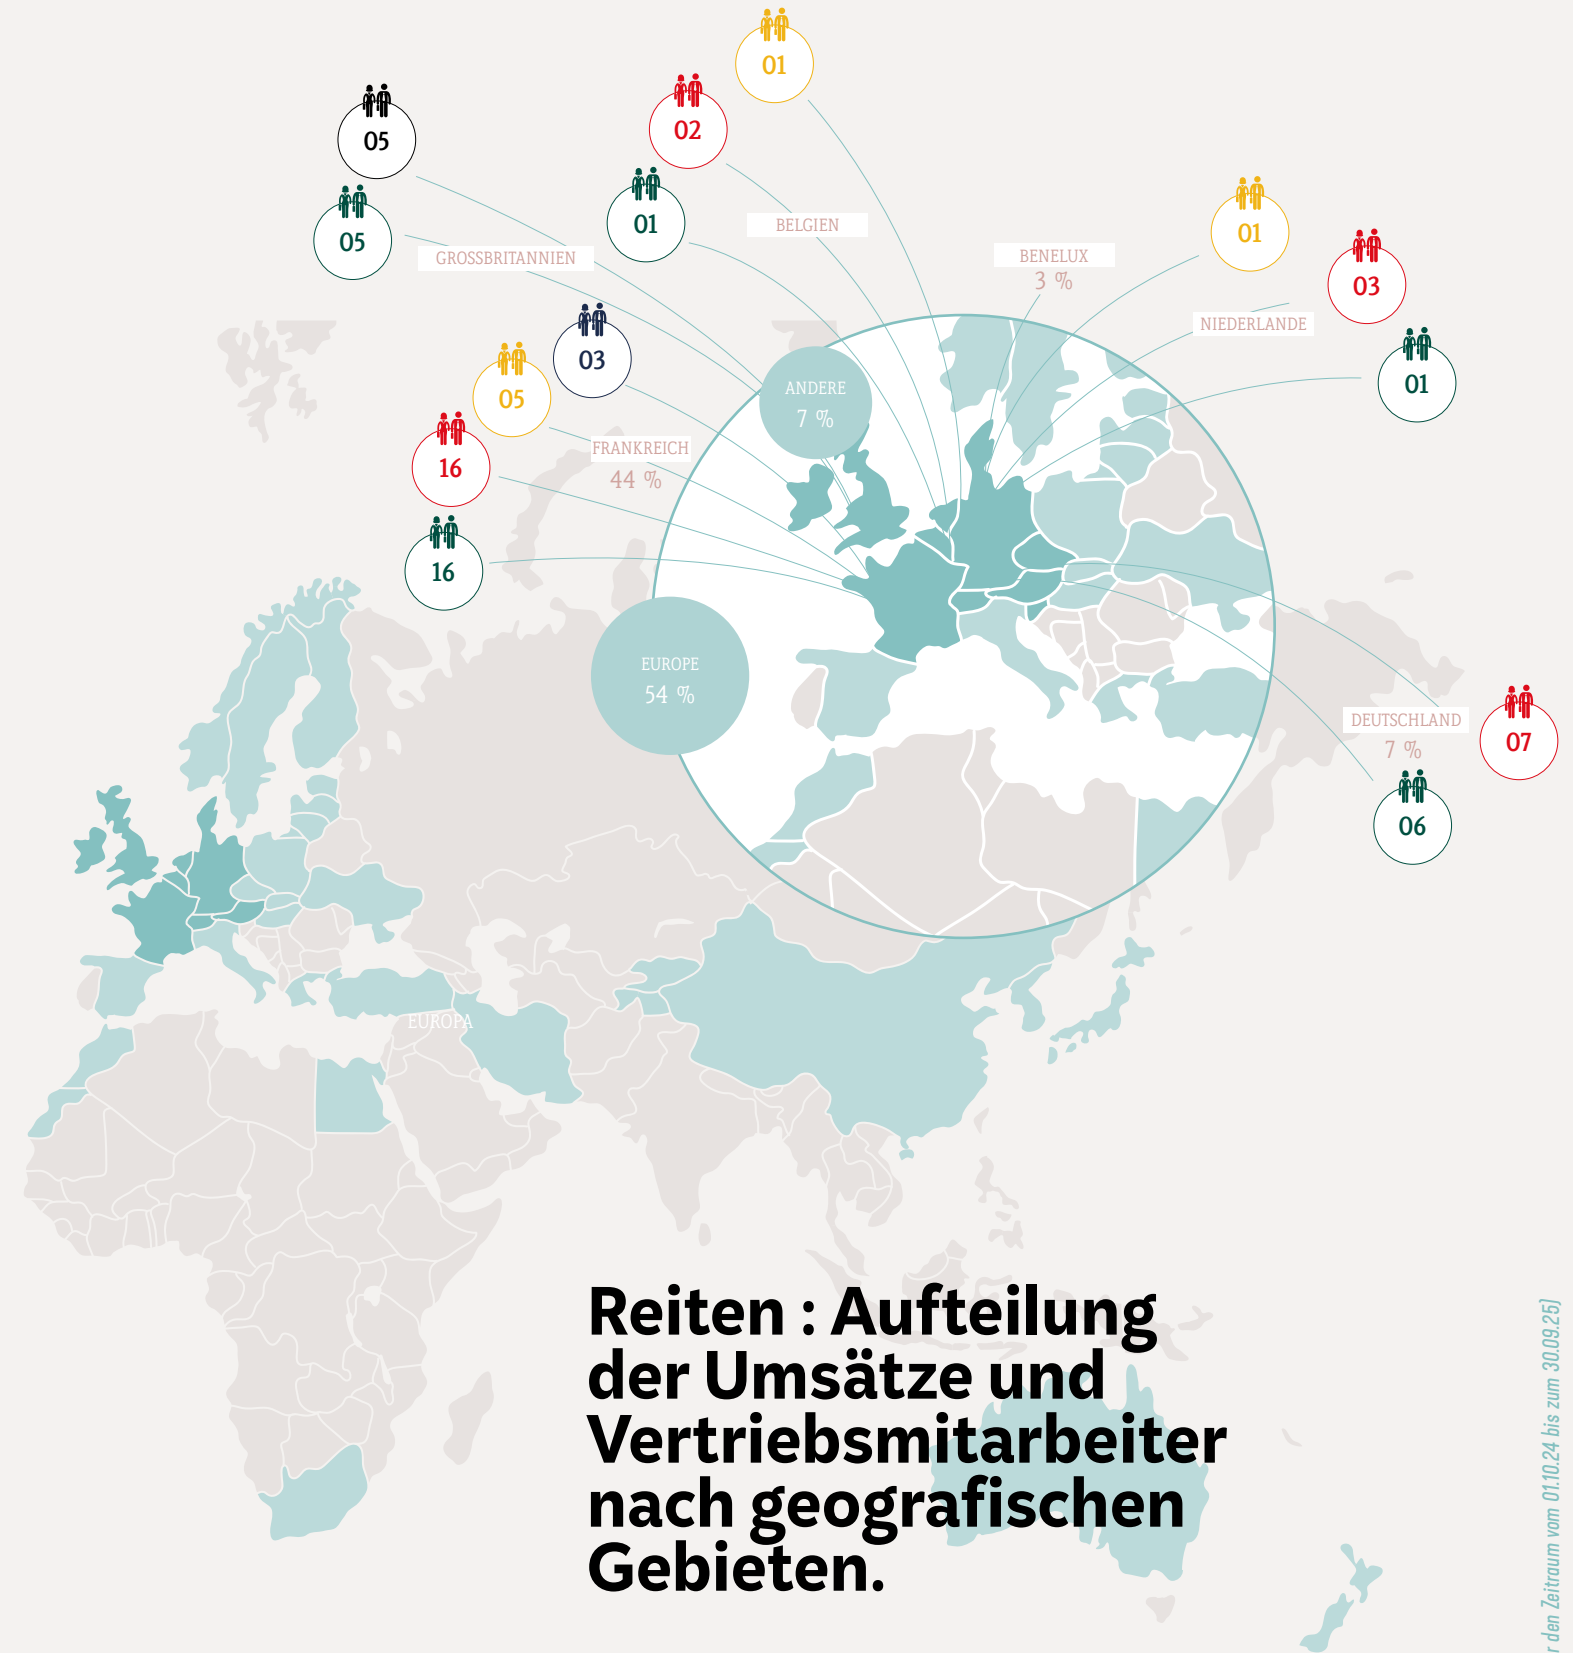 01
02
05
01
05
BELGIEN
GROSSBRITANNIEN
BENELUX
3 %
01
03
NIEDERLANDE
01
03
05
ANDERE
7 %
FRANKREICH
44 %
16
16
EUROPE
54 %
DEUTSCHLAND
7 %
07
06
EUROPA
Reiten : Aufteilung
der Umsätze und
Vertriebsmitarbeiter
nach geografischen
Gebieten.
r den Zeitraum vom 01.10.24 bis zum 30.09.25)